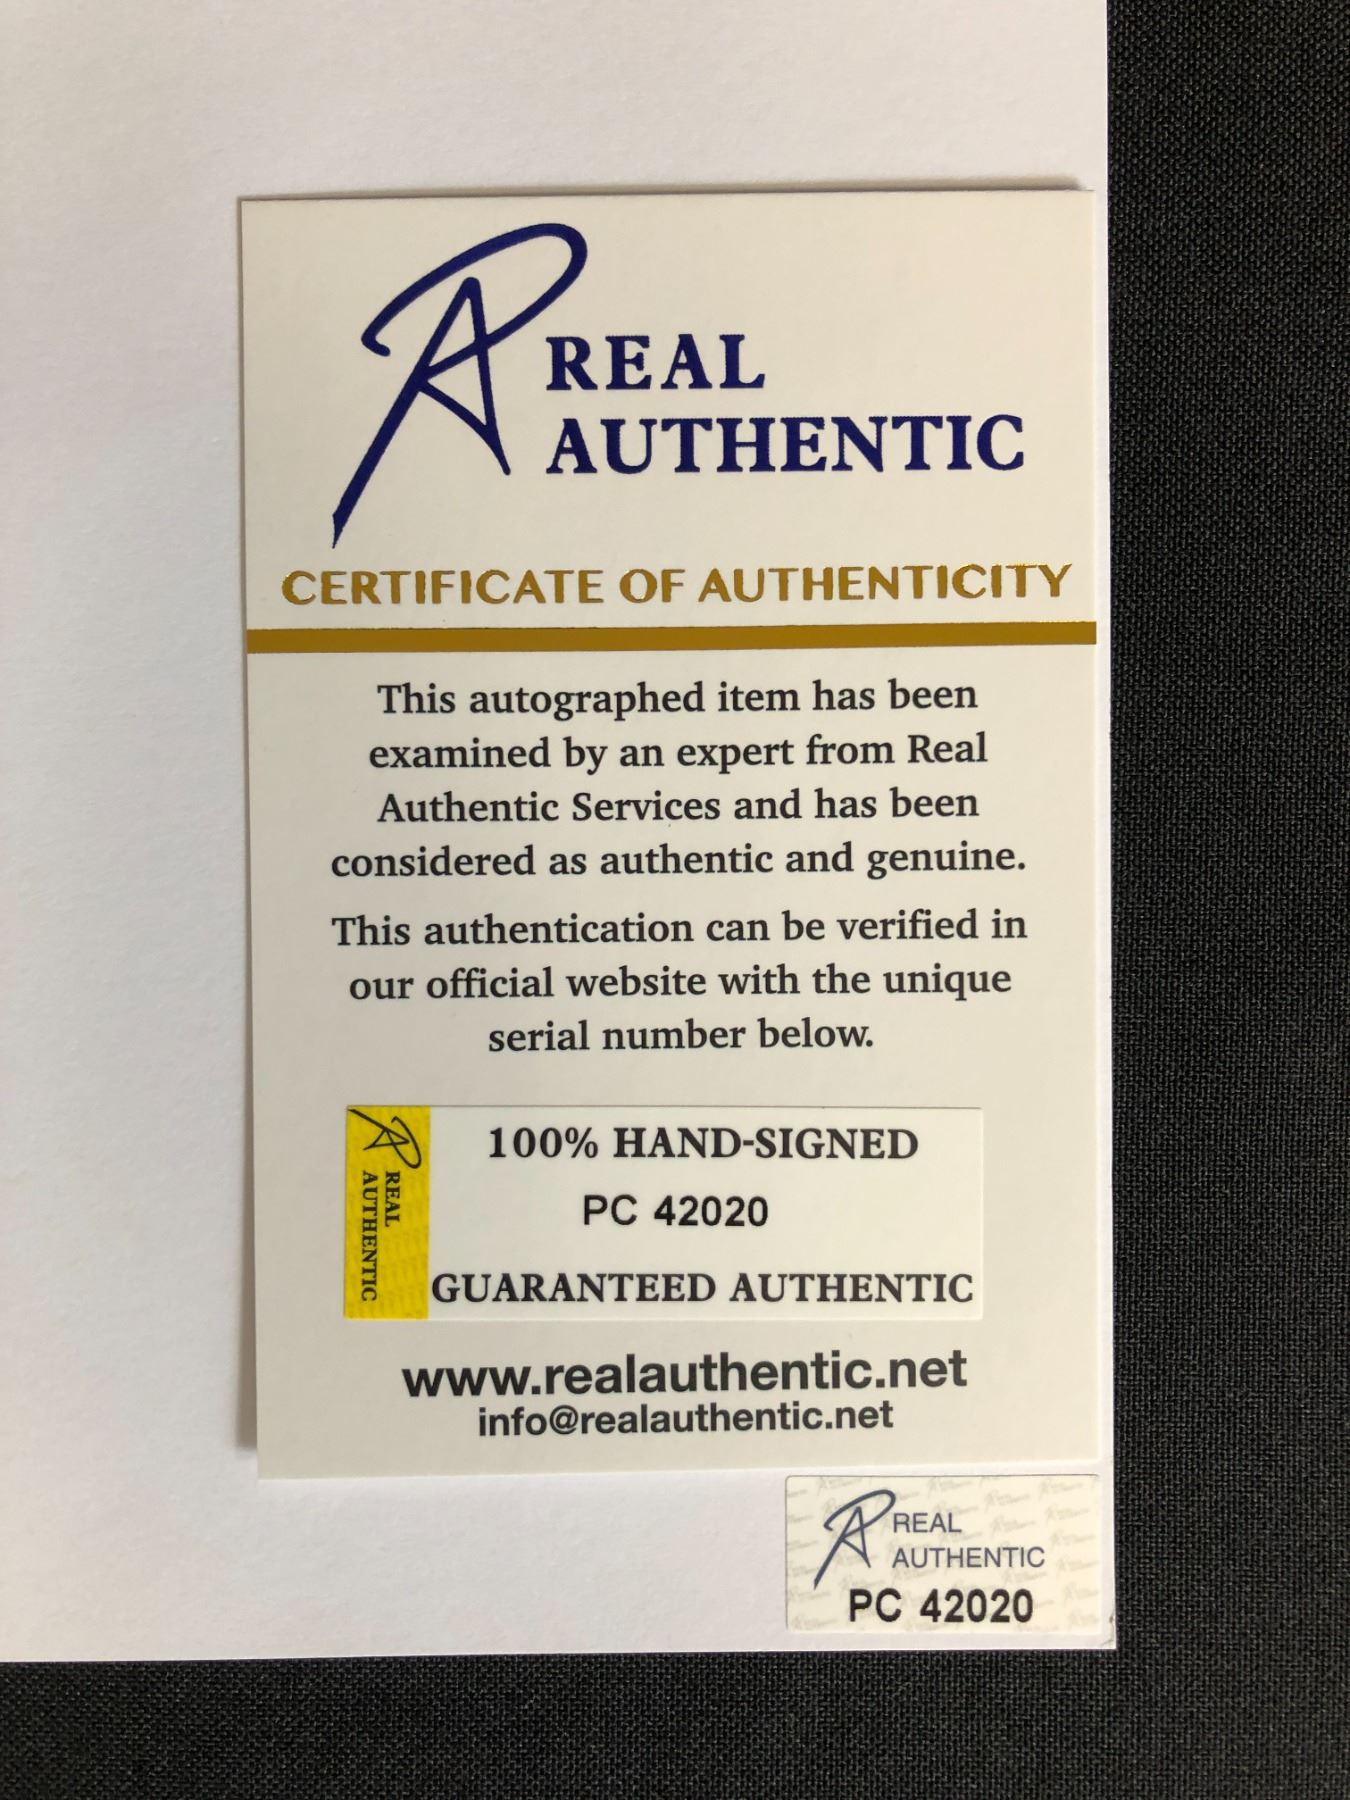 REAL
AUTHENTIC
CERTIFICATE OF AUTHENTICITY
This autographed item has been
examined by an expert from Real
Authentic Services and has been
considered as authentic and genuine.
This authentication can be verified in
our official website with the unique
serial number below.
REAL
AUTHENTIC
100% HAND-SIGNED
PC 42020
GUARANTEED AUTHENTIC
www.realauthentic.net
info@realauthentic.net
REAL
AUTHENTIC
PC 42020